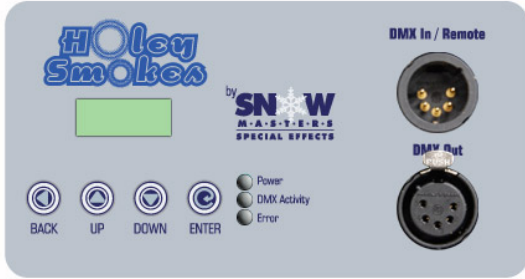 Holey
Smokes
by
SNOW
M·A·S·T·E·R·S
SPECIAL EFFECTS
BACK
UP
DOWN
ENTER
Power
DMX Activity
Error
DMX In / Remote
DMX Out
PUSH